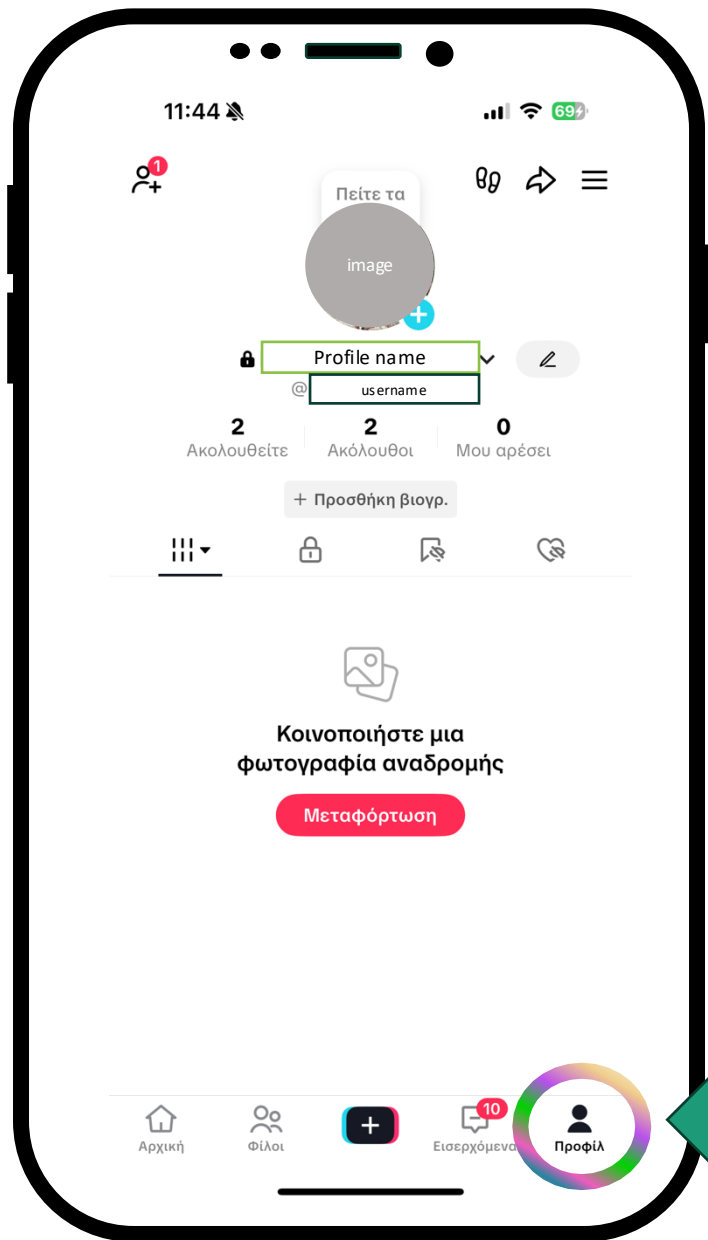 11:44
69
1
Πείτε τα
image
Profile name
@ username
2 2 0
Ακολουθείτε Ακόλουθοι Μου αρέσει
+ Προσθήκη βιογρ.
Κοινοποιήστε μια
φωτογραφία αναδρομής
Μεταφόρτωση
10
Αρχική Φίλοι Εισερχόμενα Προφίλ